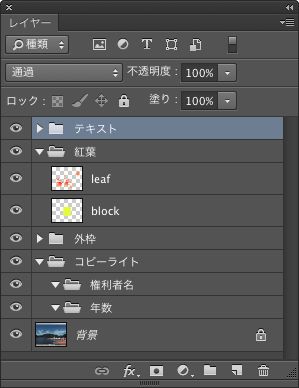 レイヤー
種類 T
通過 不透明度: 100%
ロック: 塗り: 100%
テキスト
紅葉
leaf
block
外枠
コピーライト
権利者名
年数
背景
fx